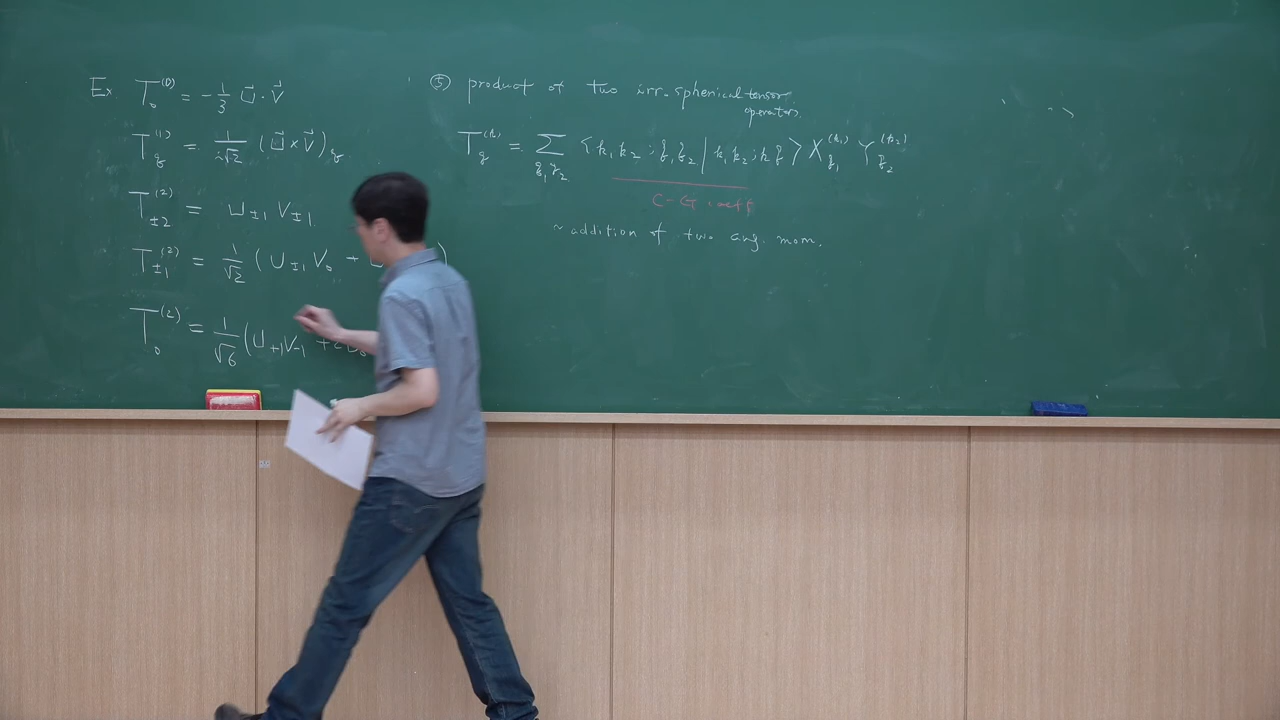 Ex. T₀⁽⁰⁾ = -1/3 U⃗ · V⃗
T_q⁽¹⁾ = 1/(i√2) (U⃗ × V⃗)_q
T_±2⁽²⁾ = U_±1 V_±1
T_±1⁽²⁾ = 1/√2 (U_±1 V₀ + )
T₀⁽²⁾ = 1/√6 (U_+1 V_-1 + 2U₀
⑤ product of two irr. spherical tensor operators.
T_q⁽ᵏ⁾ = Σ_{q₁,q₂} <k₁k₂;q₁q₂|k₁k₂;kq> X_{q₁}^{(k₁)} Y_{q₂}^{(k₂)}
C-G coeff
~ addition of two ang. mom.